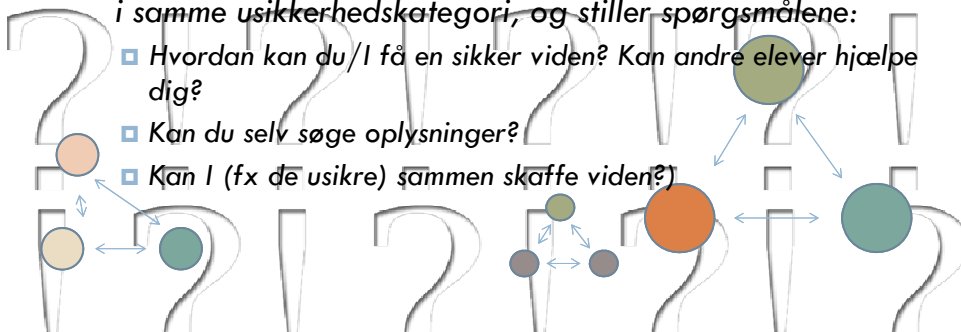 i samme usikkerhedskategori, og stiller spørgsmålene:
Hvordan kan du/I få en sikker viden? Kan andre elever hjælpe
dig?
Kan du selv søge oplysninger?
Kan I (fx de usikre) sammen skaffe viden?)
? ! ? ! ? ! ?
! ? ! ? ! ? !